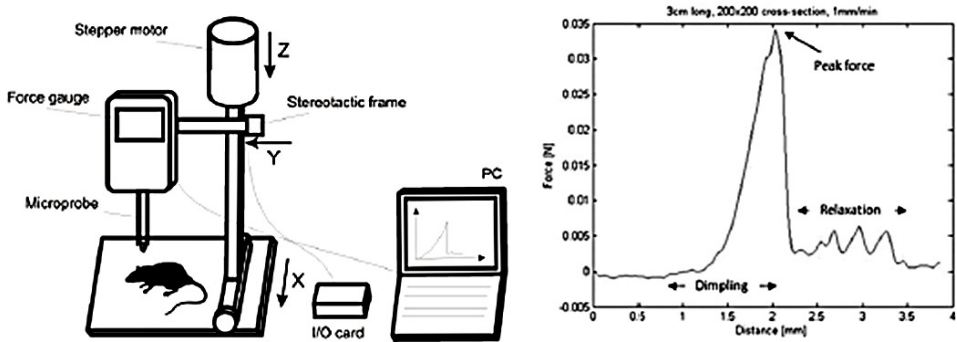 Stepper motor
Z
Force gauge
Stereotactic frame
Y
Microprobe
PC
X
I/O card
3cm long, 200x200 cross-section, 1mm/min
0.035
0.03
0.025
0.02
0.015
0.01
0.005
0
-0.005
Force [N]
Peak force
Relaxation
Dimpling
0 0.5 1 1.5 2 2.5 3 3.5 4
Distance [mm]